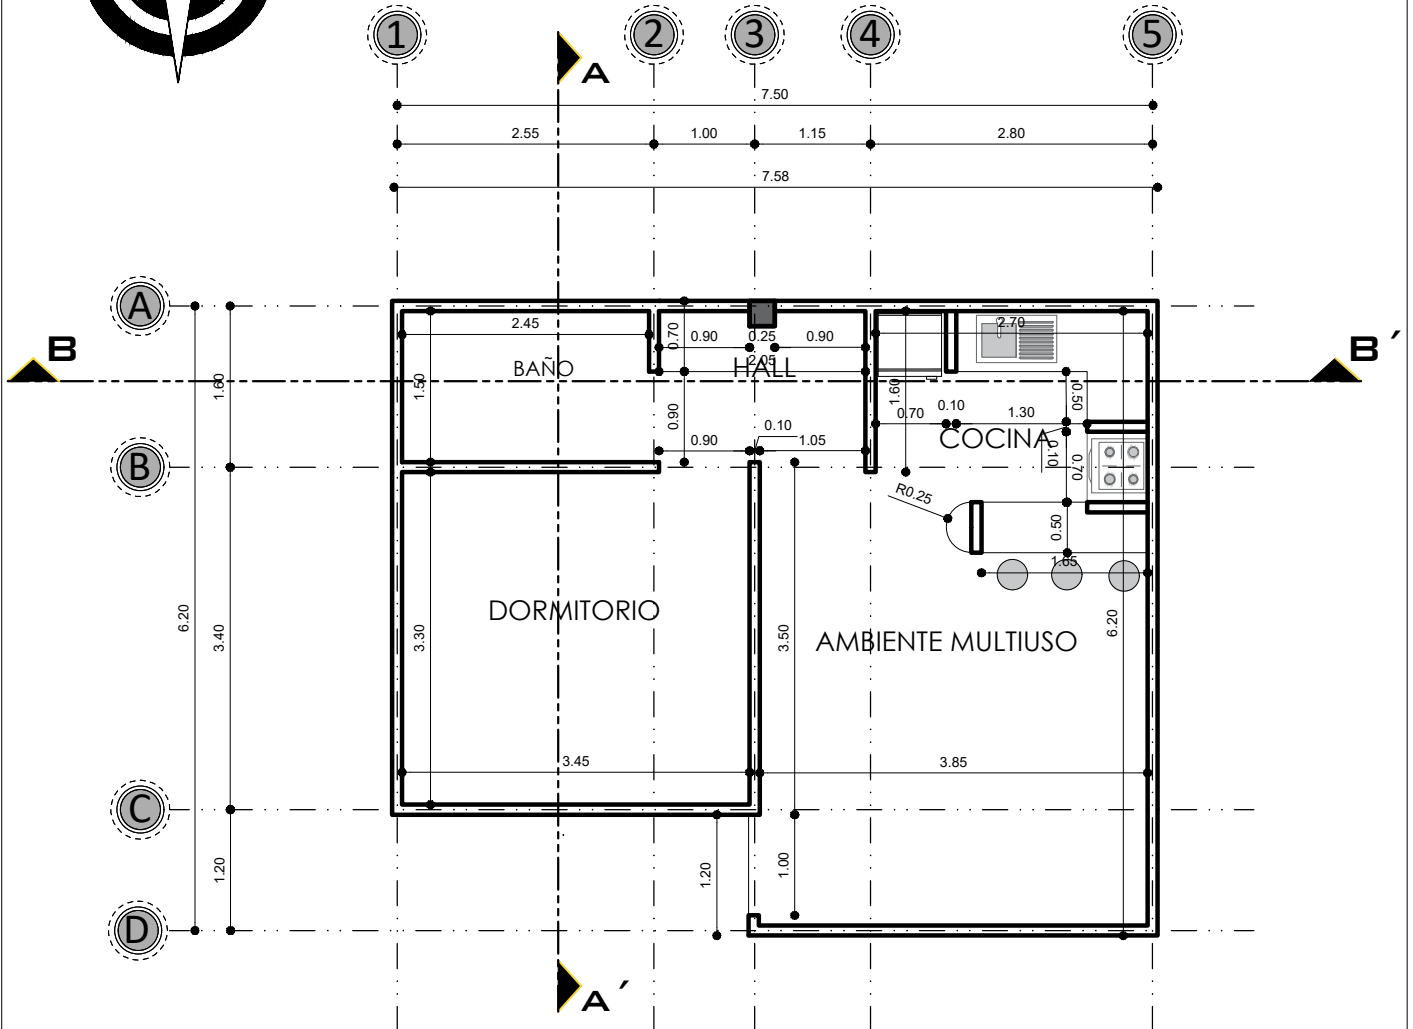 1 2 3 4 5
A
7.50
2.55 1.00 1.15 2.80
7.58
A
B B´
2.45 0.70 0.90 0.25 0.90 2.70
2.05
BAÑO HALL
1.60 1.50 1.60 0.50
0.90 0.70 0.10 1.30
0.90 0.10 1.05 COCINA
B 0.10 0.70
R0.25
0.50
1.65
DORMITORIO
6.20 3.40 3.30 3.50 6.20
AMBIENTE MULTIUSO
3.45 3.85
C
1.20 1.20 1.00
D
A´